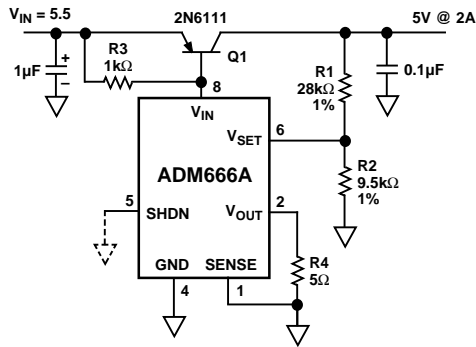 V_IN = 5.5
2N6111
5V @ 2A
R3
1kΩ
Q1
1µF
+
–
8
R1
28kΩ
1%
0.1µF
V_IN
V_SET
6
R2
9.5kΩ
1%
ADM666A
5
SHDN
V_OUT
2
GND
SENSE
R4
5Ω
4
1